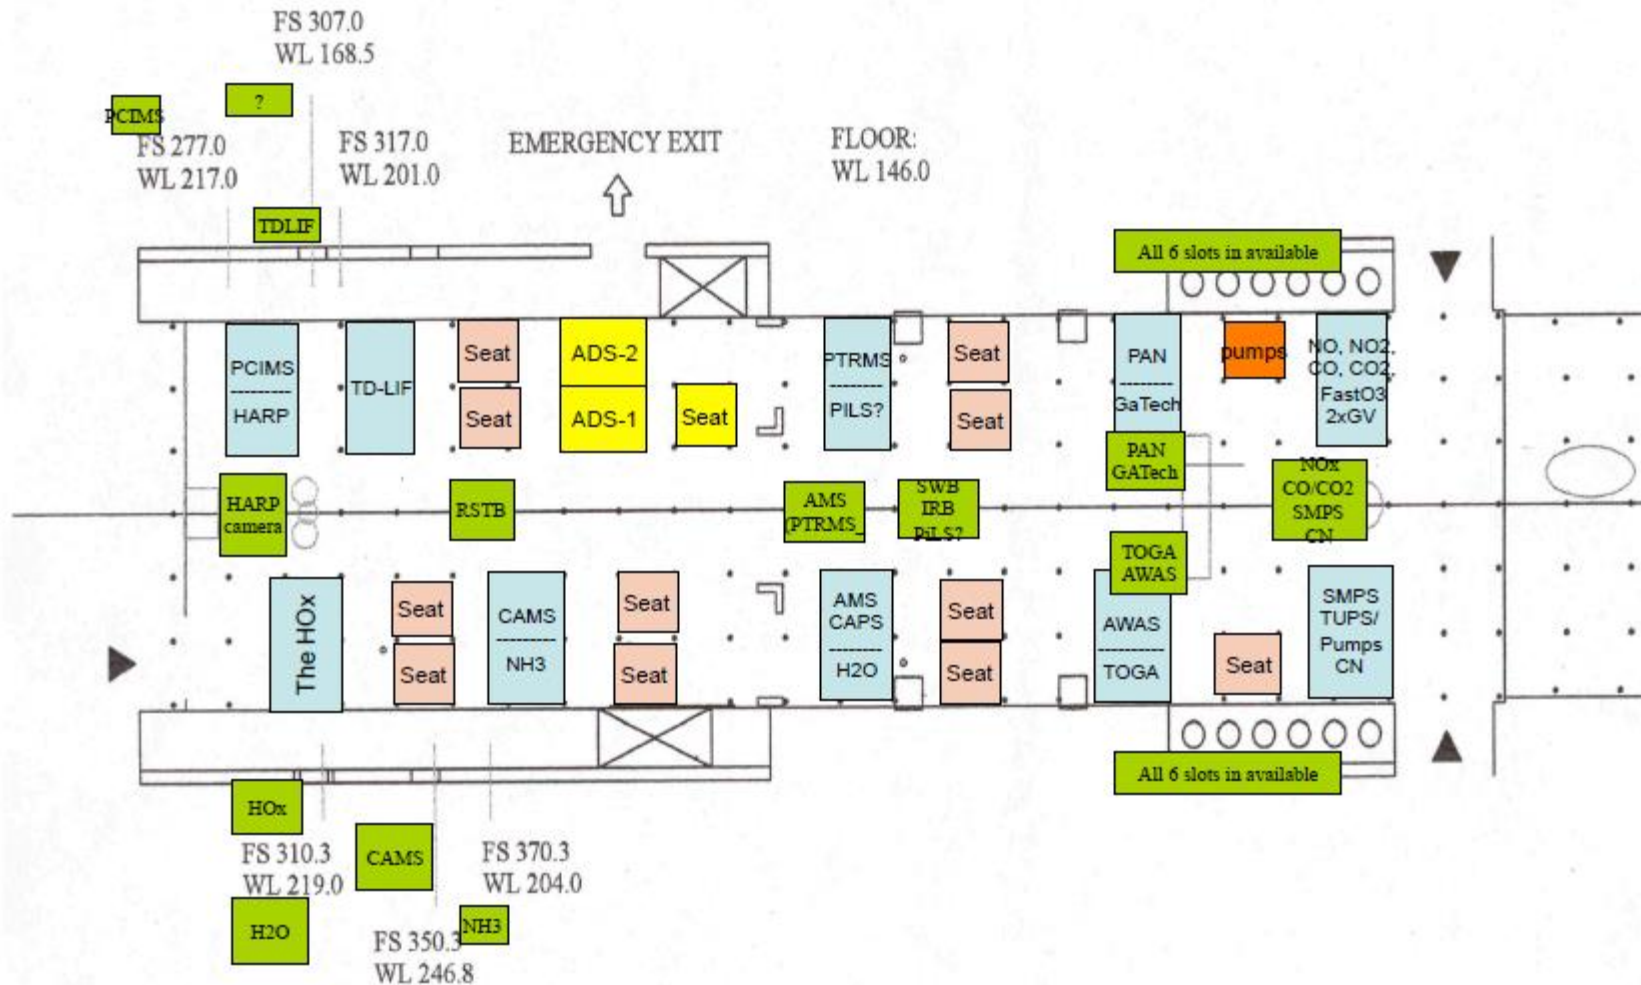 FS 307.0
WL 168.5
?
PCIMS
FS 277.0
WL 217.0
FS 317.0
WL 201.0
EMERGENCY EXIT
FLOOR:
WL 146.0
TDLIF
All 6 slots in available
PCIMS
HARP
TD-LIF
Seat
Seat
ADS-2
ADS-1
Seat
PTRMS
PILS?
Seat
Seat
PAN
GaTech
pumps
NO, NO2,
CO, CO2,
FastO3
2xGV
PAN
GATech
HARP
camera
RSTB
AMS
(PTRMS_
SWB
IRB
PiLS?
NOx
CO/CO2
SMPS
CN
TOGA
AWAS
The HOx
Seat
Seat
CAMS
NH3
Seat
Seat
AMS
CAPS
H2O
Seat
Seat
AWAS
TOGA
Seat
SMPS
TUPS/
Pumps
CN
All 6 slots in available
HOx
FS 310.3
WL 219.0
CAMS
FS 370.3
WL 204.0
H2O
NH3
FS 350.3
WL 246.8